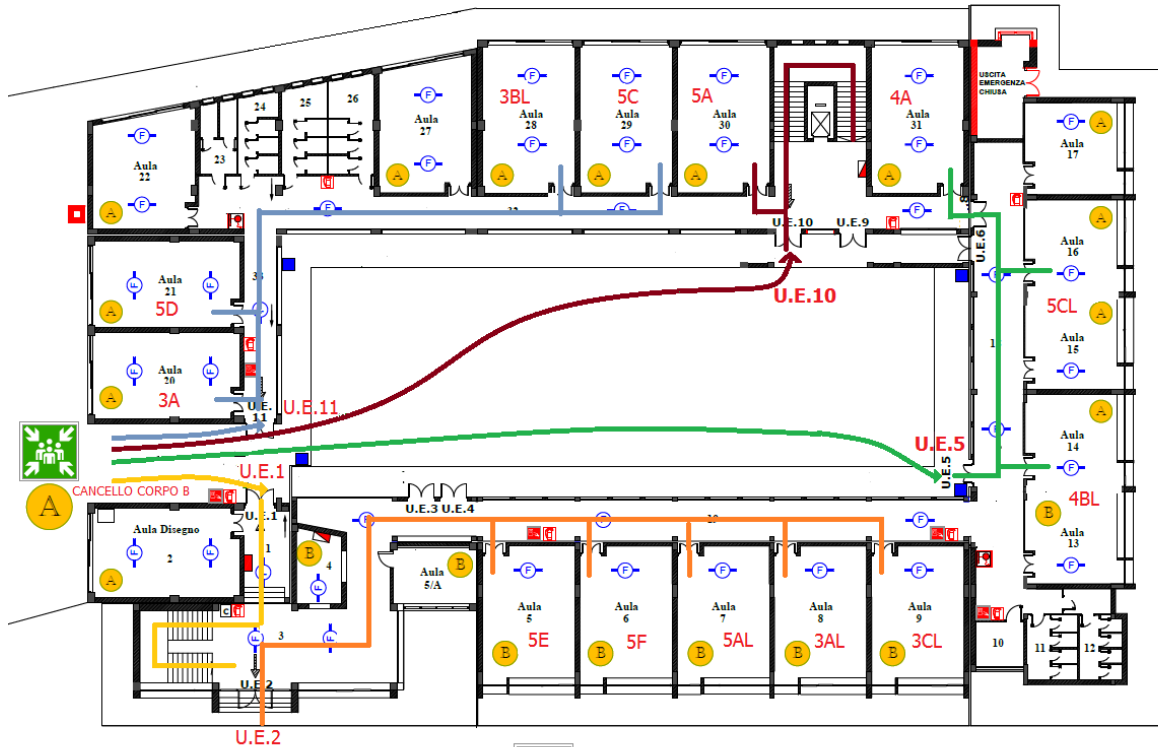 USCITA
EMERGENZA
CHIUSA
24
25
26
23
F
Aula
27
F
A
3BL
F
Aula
28
F
A
5C
F
Aula
29
F
A
5A
F
Aula
30
F
A
4A
F
Aula
31
F
A
F
A
Aula
17
F
Aula
22
F
A
F
F
F
U.E.10
U.E.9
U.E.6
Aula
16
F
A
5CL
A
Aula
15
F
F
Aula
21
F
5D
A
F
F
Aula
20
F
3A
A
U.E.
11
U.E.11
U.E.10
F
F
A
Aula
14
F
4BL
B
Aula
13
F
U.E.5
U.E.5
U.E.1
CANCELLO CORPO B
A
U.E.1
U.E.3
U.E.4
Aula Disegno
F
2
F
A
1
F
B
4
F
F
F
Aula
5/A
B
F
Aula
5
5E
B
F
Aula
6
5F
B
F
Aula
7
5AL
B
F
Aula
8
3AL
B
F
Aula
9
3CL
B
10
11
12
C
3
F
F
U.E.2
U.E.2